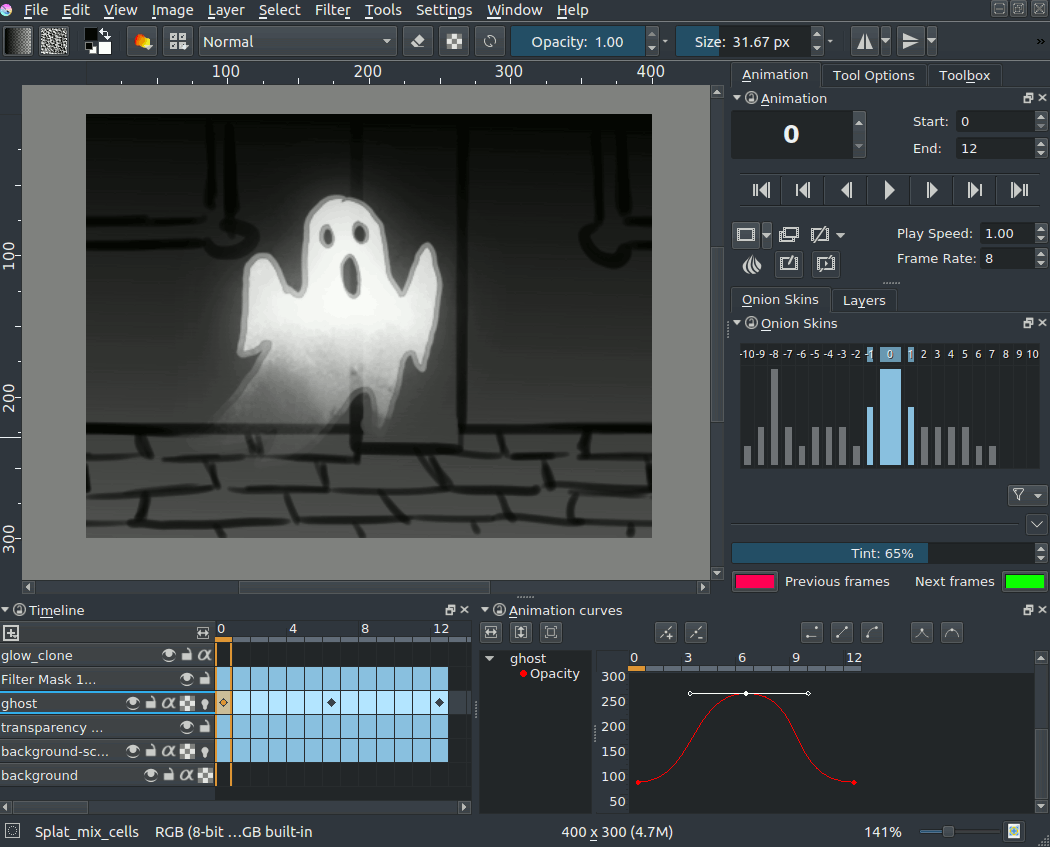 File Edit View Image Layer Select Filter Tools Settings Window Help
Normal Opacity: 1.00 Size: 31.67 px »
100 200 300 400
100
200
300
Animation Tool Options Toolbox
Animation
0
Start: 0
End: 12
Play Speed: 1.00
Frame Rate: 8
Onion Skins Layers
Onion Skins
-10 -9 -8 -7 -6 -5 -4 -3 -2 -1 0 1 2 3 4 5 6 7 8 9 10
Tint: 65%
Previous frames Next frames
Timeline
0 4 8 12
glow_clone
Filter Mask 1...
ghost
transparency ...
background-sc...
background
Animation curves
ghost
Opacity
0 3 6 9 12
300
250
200
150
100
50
Splat_mix_cells RGB (8-bit ...GB built-in 400 x 300 (4.7M) 141%